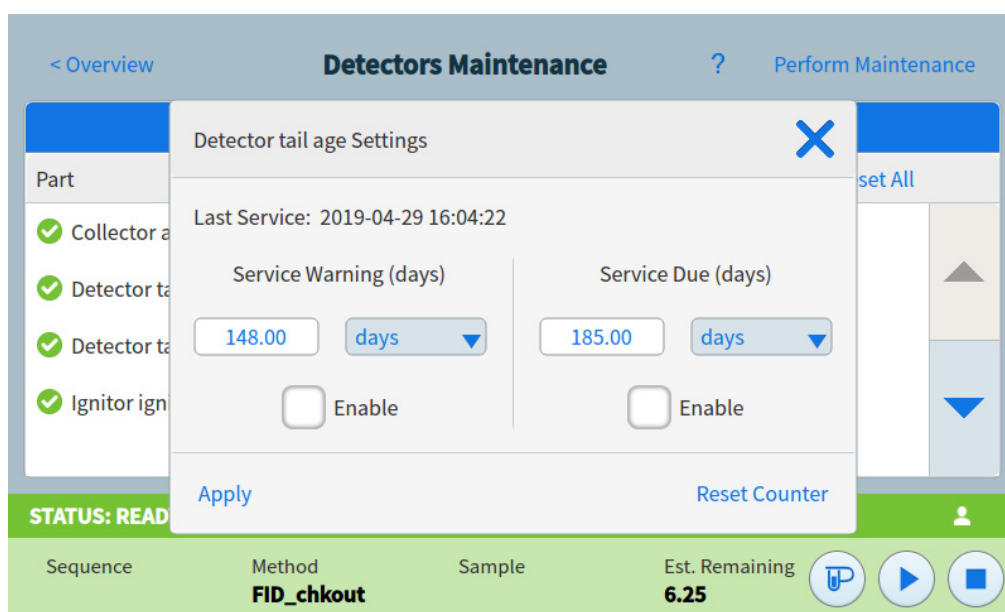 < Overview Detectors Maintenance ? Perform Maintenance
Detector tail age Settings
Part
set All
Last Service: 2019-04-29 16:04:22
Collector a
Service Warning (days) Service Due (days)
Detector ta
148.00 days 185.00 days
Detector ta
Ignitor igni
Enable Enable
Apply Reset Counter
STATUS: READ
Sequence Method Sample Est. Remaining
FID_chkout 6.25